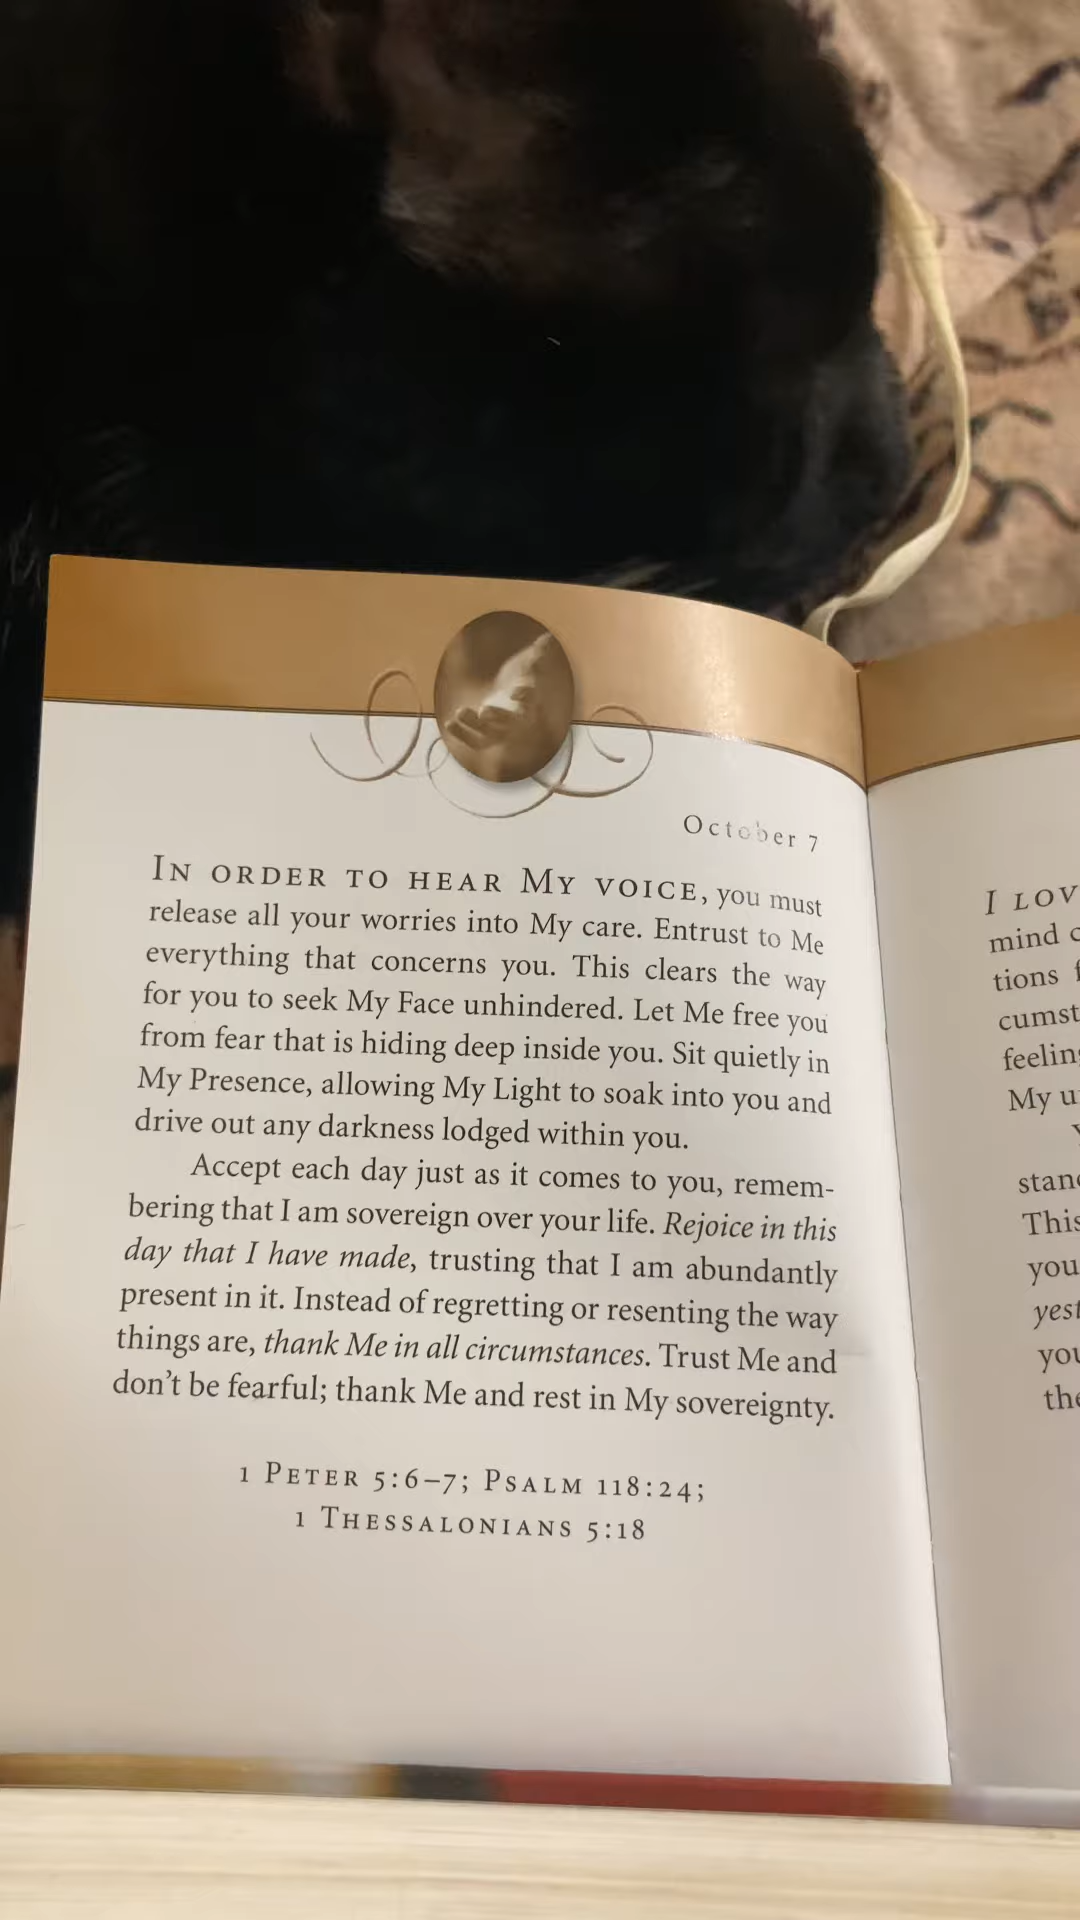 October 7
IN ORDER TO HEAR MY VOICE, you must
release all your worries into My care. Entrust to Me
everything that concerns you. This clears the way
for you to seek My Face unhindered. Let Me free you
from fear that is hiding deep inside you. Sit quietly in
My Presence, allowing My Light to soak into you and
drive out any darkness lodged within you.
Accept each day just as it comes to you, remem-
bering that I am sovereign over your life. Rejoice in this
day that I have made, trusting that I am abundantly
present in it. Instead of regretting or resenting the way
things are, thank Me in all circumstances. Trust Me and
don't be fearful; thank Me and rest in My sovereignty.
1 PETER 5:6–7; PSALM 118:24;
1 THESSALONIANS 5:18
I
mind
tions
My
This
you